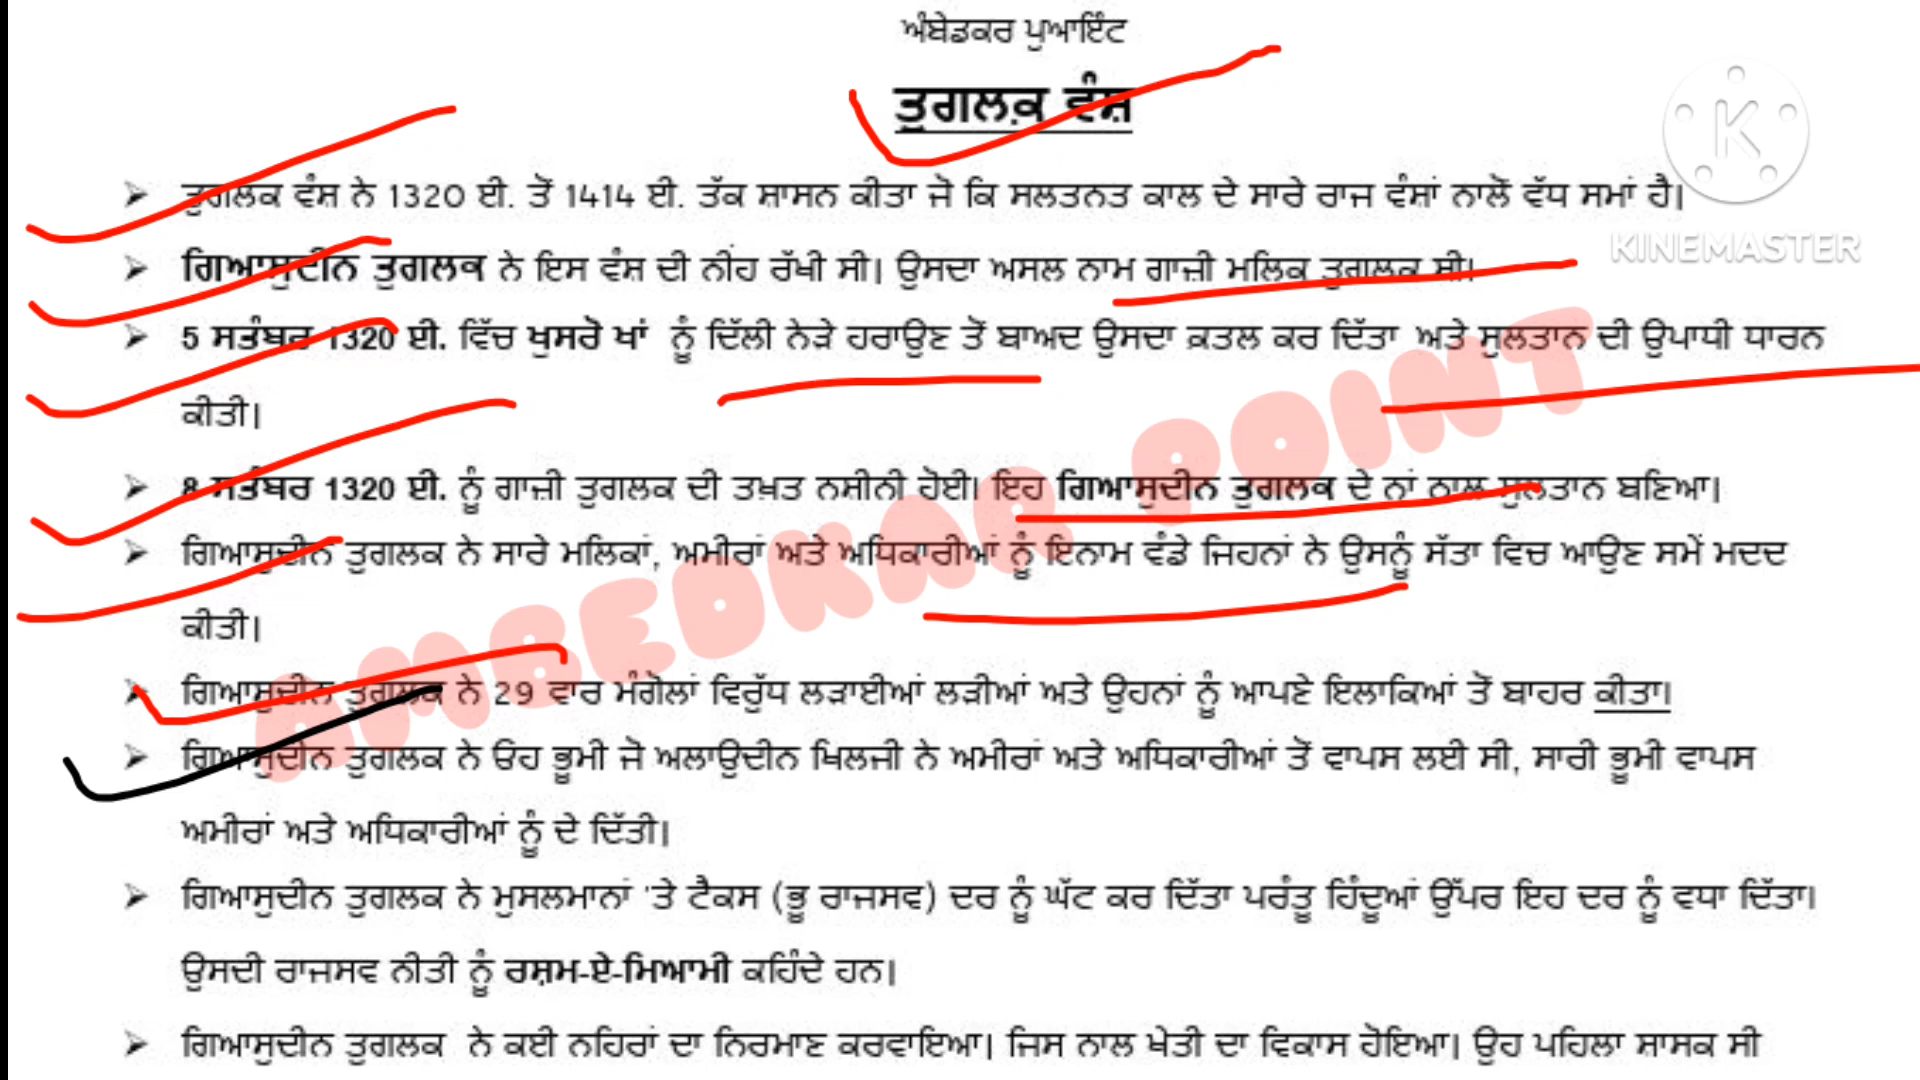 ਅੰਬੇਡਕਰ ਪੁਆਇੰਟ
ਤੁਗਲਕ਼ ਵੰਸ਼
KINEMASTER
➢ ਤੁਗਲਕ ਵੰਸ਼ ਨੇ 1320 ਈ. ਤੋਂ 1414 ਈ. ਤੱਕ ਸ਼ਾਸਨ ਕੀਤਾ ਜੋ ਕਿ ਸਲਤਨਤ ਕਾਲ ਦੇ ਸਾਰੇ ਰਾਜ ਵੰਸ਼ਾਂ ਨਾਲੋਂ ਵੱਧ ਸਮਾਂ ਹੈ।
➢ ਗਿਆਸੁਦੀਨ ਤੁਗਲਕ ਨੇ ਇਸ ਵੰਸ਼ ਦੀ ਨੀਂਹ ਰੱਖੀ ਸੀ। ਉਸਦਾ ਅਸਲ ਨਾਮ ਗਾਜ਼ੀ ਮਲਿਕ ਤੁਗਲਕ ਸੀ।
➢ 5 ਸਤੰਬਰ 1320 ਈ. ਵਿੱਚ ਖੁਸਰੋ ਖਾਂ ਨੂੰ ਦਿੱਲੀ ਨੇੜੇ ਹਰਾਉਣ ਤੋਂ ਬਾਅਦ ਉਸਦਾ ਕ਼ਤਲ ਕਰ ਦਿੱਤਾ ਅਤੇ ਸੁਲਤਾਨ ਦੀ ਉਪਾਧੀ ਧਾਰਨ
ਕੀਤੀ।
➢ 8 ਸਤੰਬਰ 1320 ਈ. ਨੂੰ ਗਾਜ਼ੀ ਤੁਗਲਕ ਦੀ ਤਖ਼ਤ ਨਸ਼ੀਨੀ ਹੋਈ। ਇਹ ਗਿਆਸੁਦੀਨ ਤੁਗਲਕ ਦੇ ਨਾਂ ਨਾਲ ਸੁਲਤਾਨ ਬਣਿਆ।
➢ ਗਿਆਸੁਦੀਨ ਤੁਗਲਕ ਨੇ ਸਾਰੇ ਮਲਿਕਾਂ, ਅਮੀਰਾਂ ਅਤੇ ਅਧਿਕਾਰੀਆਂ ਨੂੰ ਇਨਾਮ ਵੰਡੇ ਜਿਹਨਾਂ ਨੇ ਉਸਨੂੰ ਸੱਤਾ ਵਿਚ ਆਉਣ ਸਮੇਂ ਮਦਦ
ਕੀਤੀ।
➢ ਗਿਆਸੁਦੀਨ ਤੁਗਲਕ ਨੇ 29 ਵਾਰ ਮੰਗੋਲਾਂ ਵਿਰੁੱਧ ਲੜਾਈਆਂ ਲੜੀਆਂ ਅਤੇ ਉਹਨਾਂ ਨੂੰ ਆਪਣੇ ਇਲਾਕਿਆਂ ਤੋਂ ਬਾਹਰ ਕੀਤਾ।
➢ ਗਿਆਸੁਦੀਨ ਤੁਗਲਕ ਨੇ ਓਹ ਭੂਮੀ ਜੋ ਅਲਾਉਦੀਨ ਖਿਲਜੀ ਨੇ ਅਮੀਰਾਂ ਅਤੇ ਅਧਿਕਾਰੀਆਂ ਤੋਂ ਵਾਪਸ ਲਈ ਸੀ, ਸਾਰੀ ਭੂਮੀ ਵਾਪਸ
ਅਮੀਰਾਂ ਅਤੇ ਅਧਿਕਾਰੀਆਂ ਨੂੰ ਦੇ ਦਿੱਤੀ।
➢ ਗਿਆਸੁਦੀਨ ਤੁਗਲਕ ਨੇ ਮੁਸਲਮਾਨਾਂ 'ਤੇ ਟੈਕਸ (ਭੂ ਰਾਜਸਵ) ਦਰ ਨੂੰ ਘੱਟ ਕਰ ਦਿੱਤਾ ਪਰੰਤੂ ਹਿੰਦੂਆਂ ਉੱਪਰ ਇਹ ਦਰ ਨੂੰ ਵਧਾ ਦਿੱਤਾ।
ਉਸਦੀ ਰਾਜਸਵ ਨੀਤੀ ਨੂੰ ਰਸ਼ਮ-ਏ-ਮਿਆਮੀ ਕਹਿੰਦੇ ਹਨ।
➢ ਗਿਆਸੁਦੀਨ ਤੁਗਲਕ ਨੇ ਕਈ ਨਹਿਰਾਂ ਦਾ ਨਿਰਮਾਣ ਕਰਵਾਇਆ। ਜਿਸ ਨਾਲ ਖੇਤੀ ਦਾ ਵਿਕਾਸ ਹੋਇਆ। ਉਹ ਪਹਿਲਾ ਸ਼ਾਸਕ ਸੀ
AMBEDKAR POINT